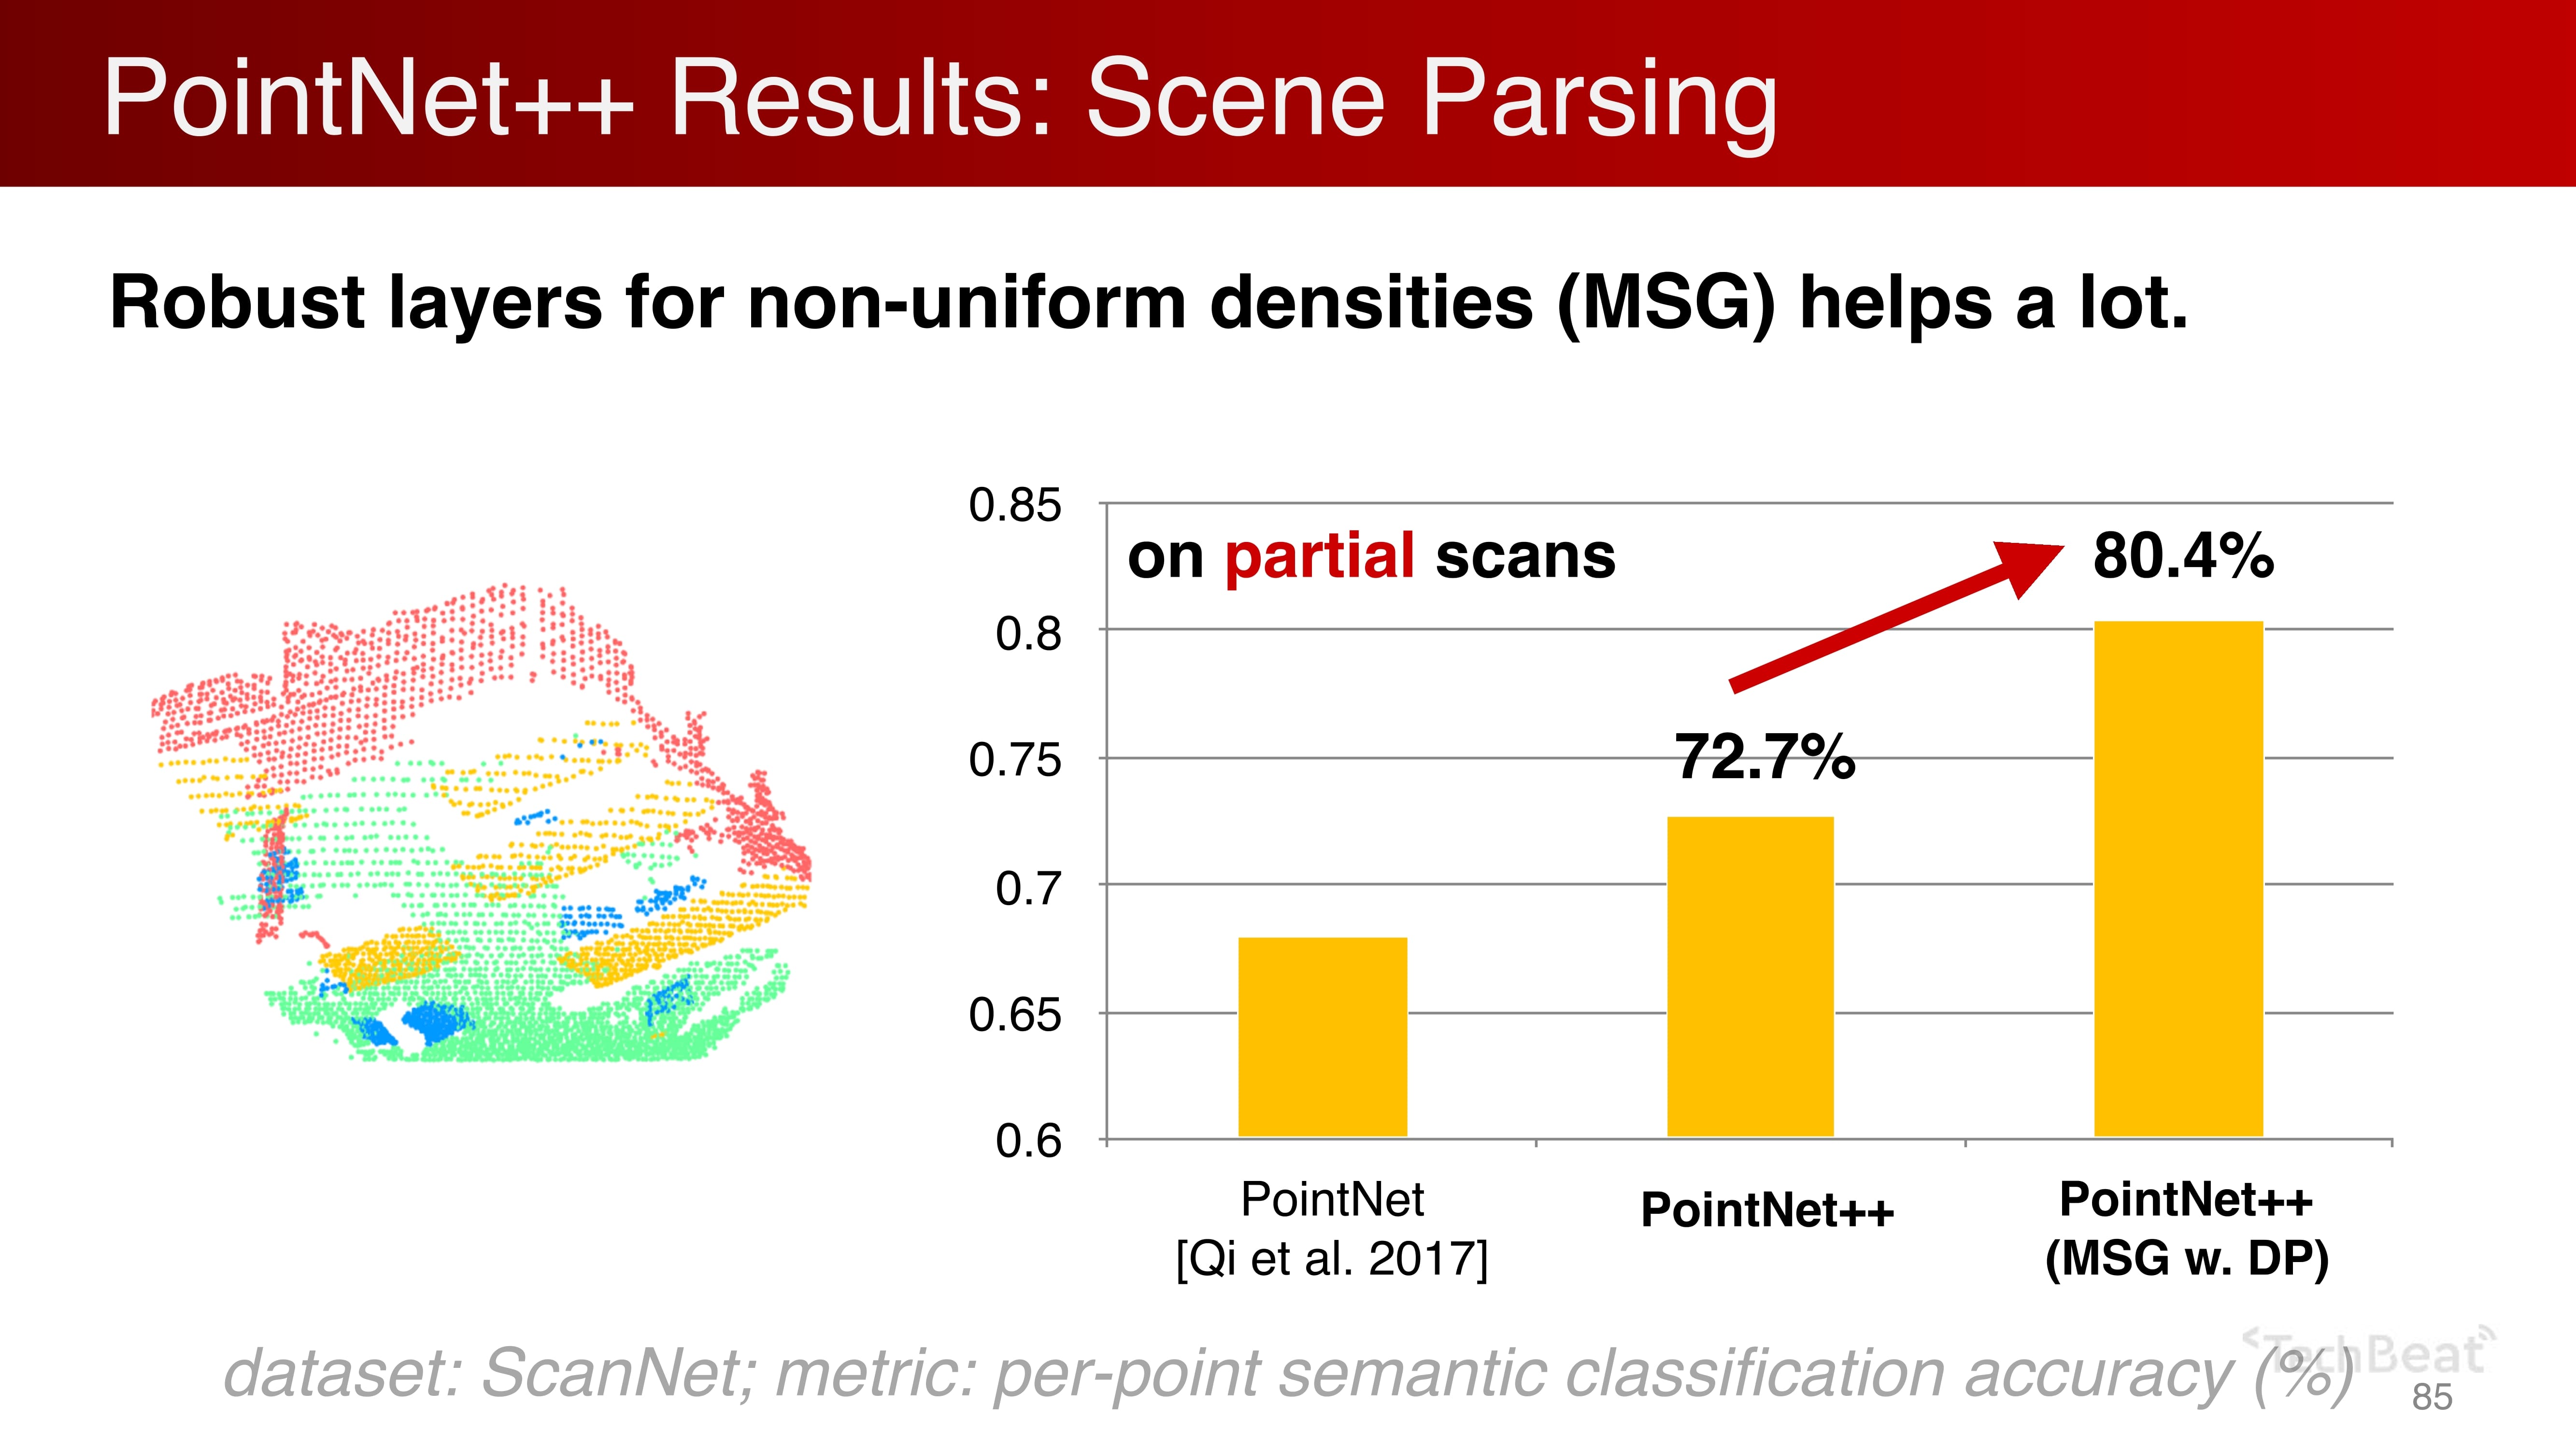 PointNet++ Results: Scene Parsing
Robust layers for non-uniform densities (MSG) helps a lot.
0.85
0.8
0.75
0.7
0.65
0.6
on partial scans
80.4%
72.7%
PointNet
[Qi et al. 2017]
PointNet++
PointNet++
(MSG w. DP)
dataset: ScanNet; metric: per-point semantic classification accuracy (%)
TechBeat
85